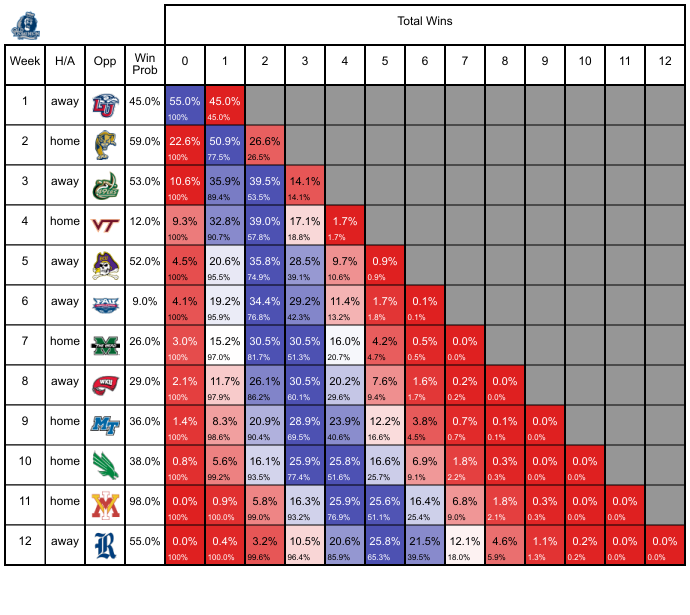 Total Wins
Week H/A Opp Win Prob 0 1 2 3 4 5 6 7 8 9 10 11 12
1 away LU 45.0% 55.0% 45.0%
100% 45.0%
2 home 59.0% 22.6% 50.9% 26.6%
100% 77.5% 26.5%
3 away 53.0% 10.6% 35.9% 39.5% 14.1%
100% 89.4% 53.5% 14.1%
4 home VT 12.0% 9.3% 32.8% 39.0% 17.1% 1.7%
100% 90.7% 57.8% 18.8% 1.7%
5 away 52.0% 4.5% 20.6% 35.8% 28.5% 9.7% 0.9%
100% 95.5% 74.9% 39.1% 10.6% 0.9%
6 away FAU 9.0% 4.1% 19.2% 34.4% 29.2% 11.4% 1.7% 0.1%
100% 95.9% 76.8% 42.3% 13.2% 1.8% 0.1%
7 home M 26.0% 3.0% 15.2% 30.5% 30.5% 16.0% 4.2% 0.5% 0.0%
100% 97.0% 81.7% 51.3% 20.7% 4.7% 0.5% 0.0%
8 away WKU 29.0% 2.1% 11.7% 26.1% 30.5% 20.2% 7.6% 1.6% 0.2% 0.0%
100% 97.9% 86.2% 60.1% 29.6% 9.4% 1.7% 0.2% 0.0%
9 home MT 36.0% 1.4% 8.3% 20.9% 28.9% 23.9% 12.2% 3.8% 0.7% 0.1% 0.0%
100% 98.6% 90.4% 69.5% 40.6% 16.6% 4.5% 0.7% 0.1% 0.0%
10 home 38.0% 0.8% 5.6% 16.1% 25.9% 25.8% 16.6% 6.9% 1.8% 0.3% 0.0% 0.0%
100% 99.2% 93.5% 77.4% 51.6% 25.7% 9.1% 2.2% 0.3% 0.0% 0.0%
11 home VMI 98.0% 0.0% 0.9% 5.8% 16.3% 25.9% 25.6% 16.4% 6.8% 1.8% 0.3% 0.0% 0.0%
100% 100.0% 99.0% 93.2% 76.9% 51.1% 25.4% 9.0% 2.1% 0.3% 0.0% 0.0%
12 away R 55.0% 0.0% 0.4% 3.2% 10.5% 20.6% 25.8% 21.5% 12.1% 4.6% 1.1% 0.2% 0.0% 0.0%
100% 100.0% 99.6% 96.4% 85.9% 65.3% 39.5% 18.0% 5.9% 1.3% 0.2% 0.0% 0.0%